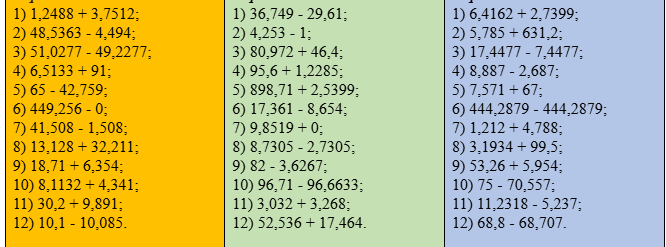 1) 1,2488 + 3,7512;
2) 48,5363 - 4,494;
3) 51,0277 - 49,2277;
4) 6,5133 + 91;
5) 65 - 42,759;
6) 449,256 - 0;
7) 41,508 - 1,508;
8) 13,128 + 32,211;
9) 18,71 + 6,354;
10) 8,1132 + 4,341;
11) 30,2 + 9,891;
12) 10,1 - 10,085.
1) 36,749 - 29,61;
2) 4,253 - 1;
3) 80,972 + 46,4;
4) 95,6 + 1,2285;
5) 898,71 + 2,5399;
6) 17,361 - 8,654;
7) 9,8519 + 0;
8) 8,7305 - 2,7305;
9) 82 - 3,6267;
10) 96,71 - 96,6633;
11) 3,032 + 3,268;
12) 52,536 + 17,464.
1) 6,4162 + 2,7399;
2) 5,785 + 631,2;
3) 17,4477 - 7,4477;
4) 8,887 - 2,687;
5) 7,571 + 67;
6) 444,2879 - 444,2879;
7) 1,212 + 4,788;
8) 3,1934 + 99,5;
9) 53,26 + 5,954;
10) 75 - 70,557;
11) 11,2318 - 5,237;
12) 68,8 - 68,707.